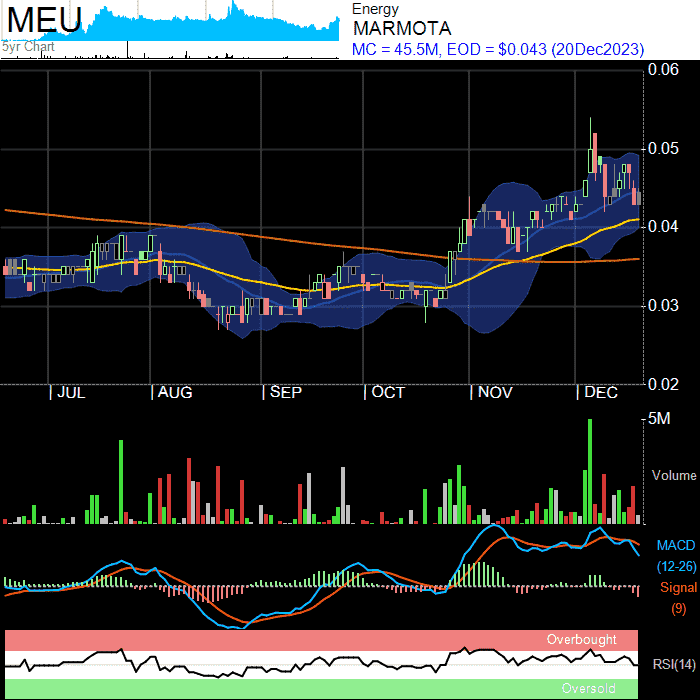 MEU
5yr Chart
Energy
MARMOTA
MC = 45.5M, EOD = $0.043 (20Dec2023)
0.06
0.05
0.04
0.03
0.02
JUL
AUG
SEP
OCT
NOV
DEC
5M
Volume
MACD
(12-26)
Signal
(9)
Overbought
RSI(14)
Oversold